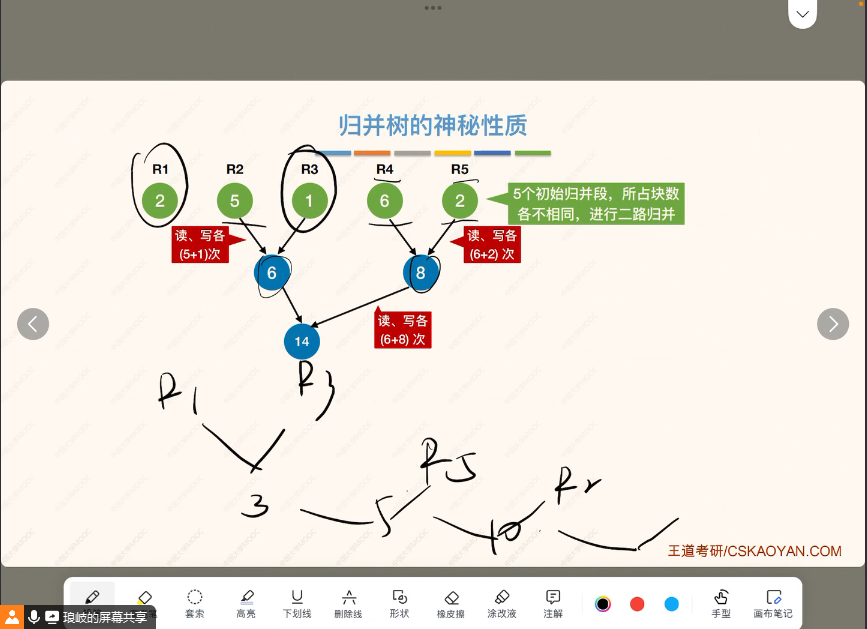 归并树的神秘性质
R1 R2 R3 R4 R5
2 5 1 6 2
5个初始归并段，所占块数
各不相同，进行二路归并
读、写各
(5+1)次
读、写各
(6+2) 次
6 8
读、写各
(6+8) 次
14
R1 R3
3 5 R5
10 R2
王道考研/CSKAOYAN.COM
套索 高亮 下划线 删除线 形状 橡皮擦 涂改液 注解 手型 画布笔记
琅岐的屏幕共享